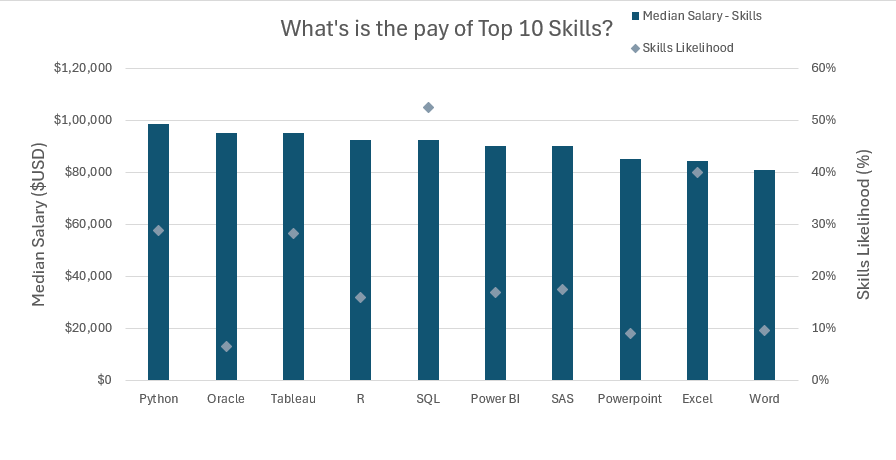 What's is the pay of Top 10 Skills?
Median Salary - Skills
Skills Likelihood
$1,20,000
$1,00,000
$80,000
$60,000
$40,000
$20,000
$0
Median Salary ($USD)
60%
50%
40%
30%
20%
10%
0%
Skills Likelihood (%)
Python Oracle Tableau R SQL Power BI SAS Powerpoint Excel Word